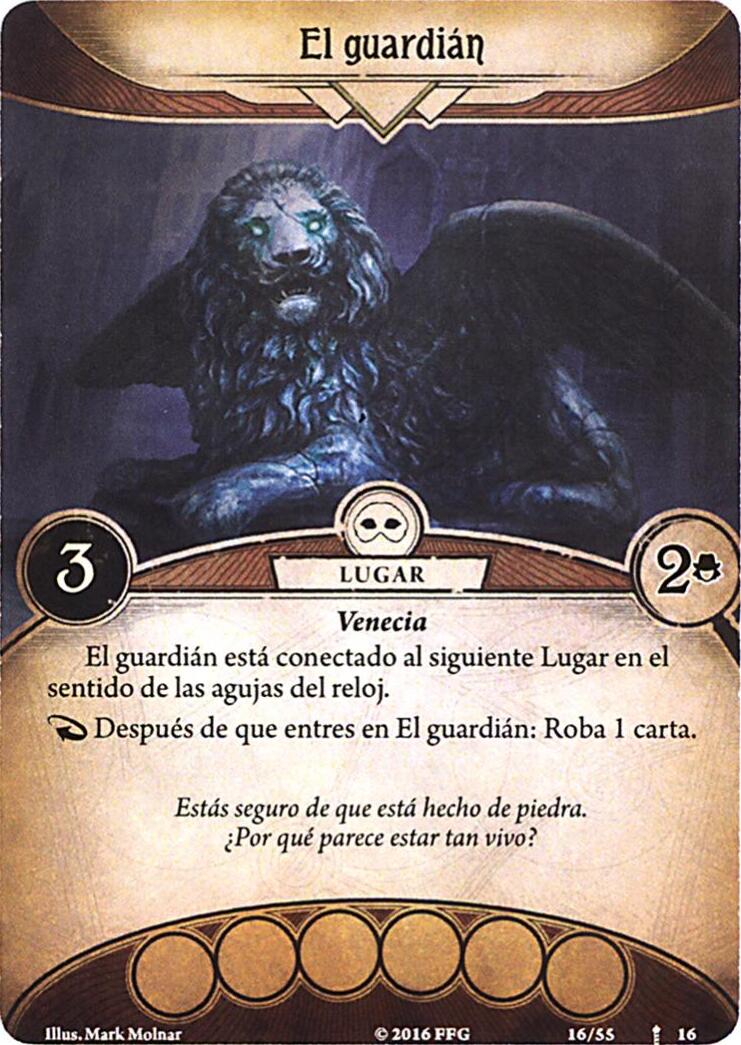 El guardián
3
2
LUGAR
Venecia
El guardián está conectado al siguiente Lugar en el
sentido de las agujas del reloj.
Después de que entres en El guardián: Roba 1 carta.
Estás seguro de que está hecho de piedra.
¿Por qué parece estar tan vivo?
Illus. Mark Molnar © 2016 FFG 16/55 16